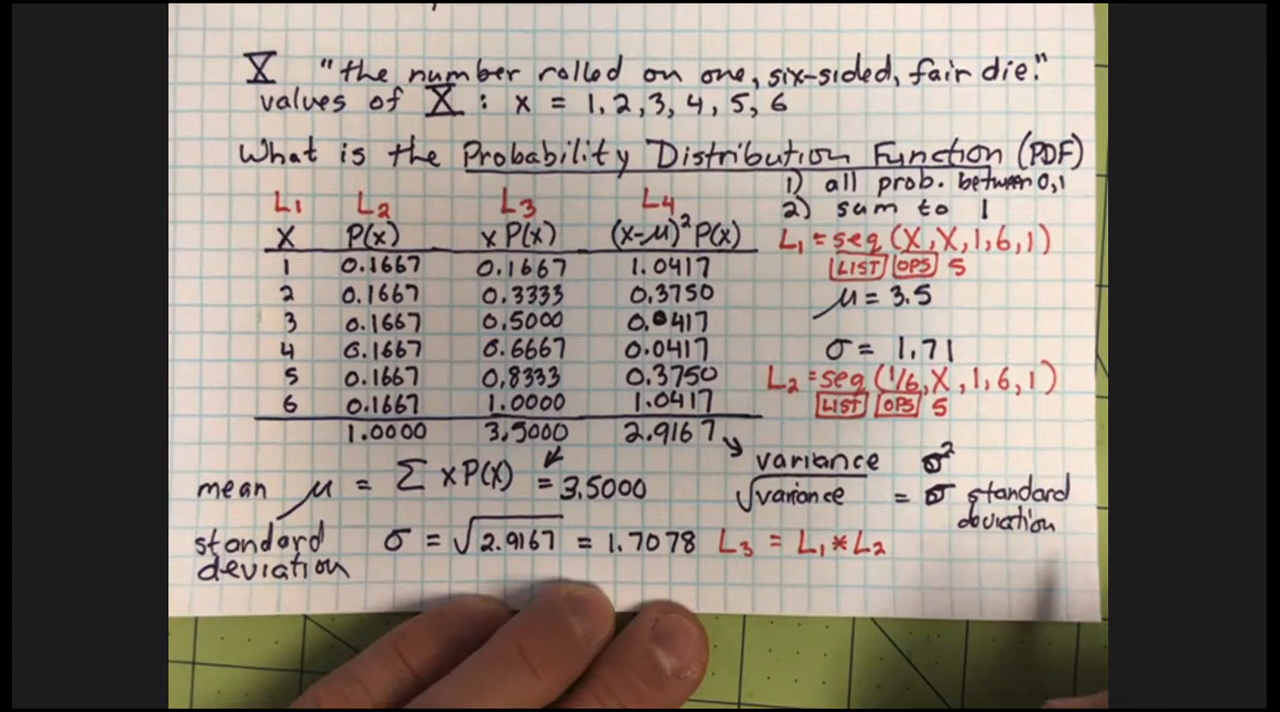 X "the number rolled on one, six-sided, fair die."
values of X : x = 1, 2, 3, 4, 5, 6
What is the Probability Distribution Function (PDF)
1) all prob. between 0,1
2) sum to 1
L1 L2 L3 L4
X P(x) x P(x) (x-μ)² P(x)
1 0.1667 0.1667 1.0417
2 0.1667 0.3333 0.3750
3 0.1667 0.5000 0.0417
4 0.1667 0.6667 0.0417
5 0.1667 0.8333 0.3750
6 0.1667 1.0000 1.0417
1.0000 3.5000 2.9167
L1 = seq (X, X, 1, 6, 1)
LIST OPS 5
μ = 3.5
σ = 1.71
L2 = seq (1/6, X, 1, 6, 1)
LIST OPS 5
variance σ²
√variance = σ standard deviation
mean μ = Σ x P(x) = 3.5000
standard deviation σ = √2.9167 = 1.7078
L3 = L1 * L2